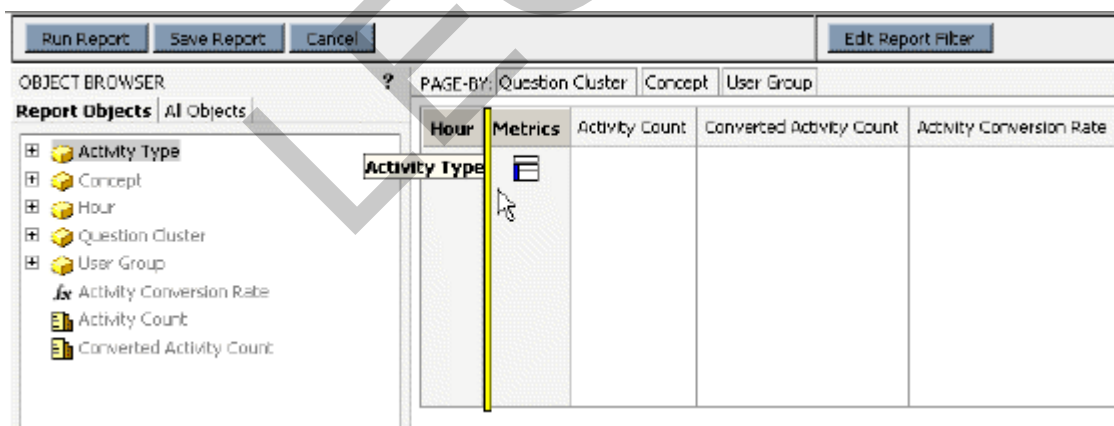 Run Report Save Report Cancel Edit Report Filter
OBJECT BROWSER ?
Report Objects All Objects
Activity Type
Concept
Hour
Question Cluster
User Group
fx Activity Conversion Rate
Activity Count
Converted Activity Count
PAGE-BY: Question Cluster Concept User Group
Hour Metrics Activity Count Converted Activity Count Activity Conversion Rate
Activity Type